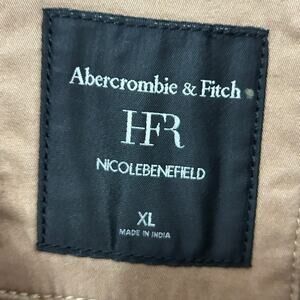 Abercrombie & Fitch
HFR
NICOLEBENEFIELD
XL
MADE IN INDIA